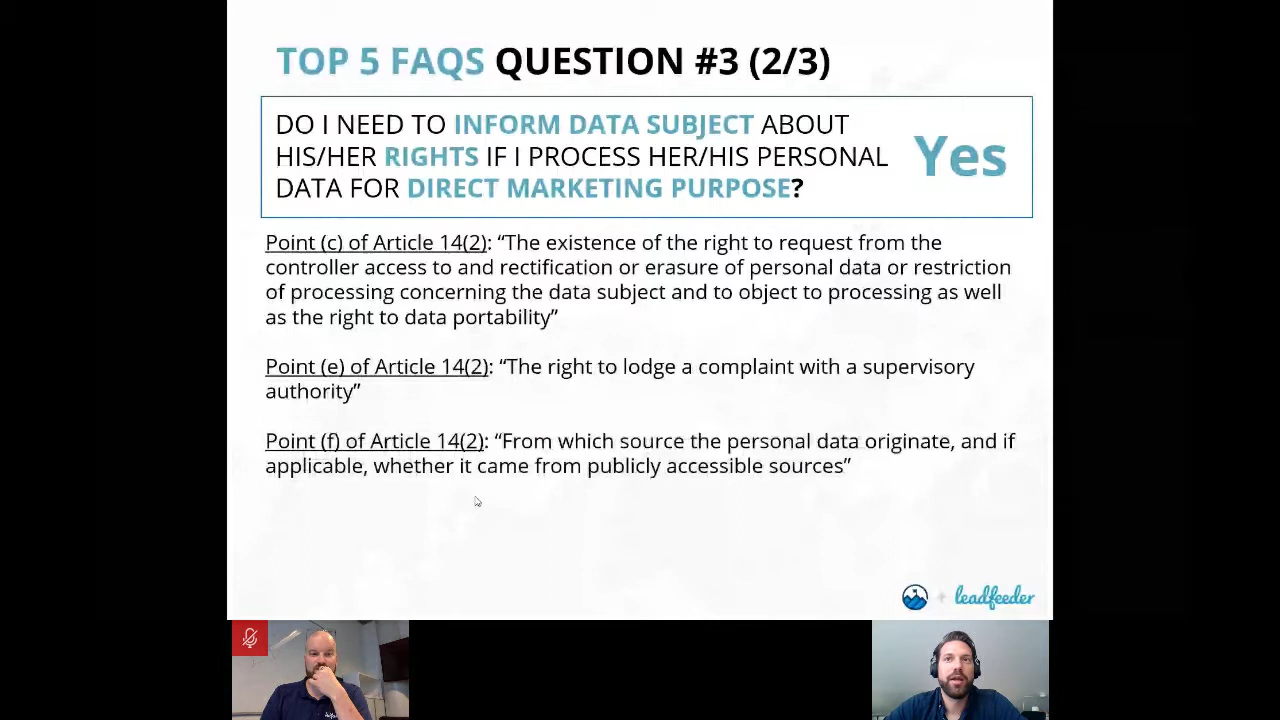 TOP 5 FAQS QUESTION #3 (2/3)
DO I NEED TO INFORM DATA SUBJECT ABOUT
HIS/HER RIGHTS IF I PROCESS HER/HIS PERSONAL
DATA FOR DIRECT MARKETING PURPOSE?
Yes
Point (c) of Article 14(2): “The existence of the right to request from the
controller access to and rectification or erasure of personal data or restriction
of processing concerning the data subject and to object to processing as well
as the right to data portability”
Point (e) of Article 14(2): “The right to lodge a complaint with a supervisory
authority”
Point (f) of Article 14(2): “From which source the personal data originate, and if
applicable, whether it came from publicly accessible sources”
+ leadfeeder